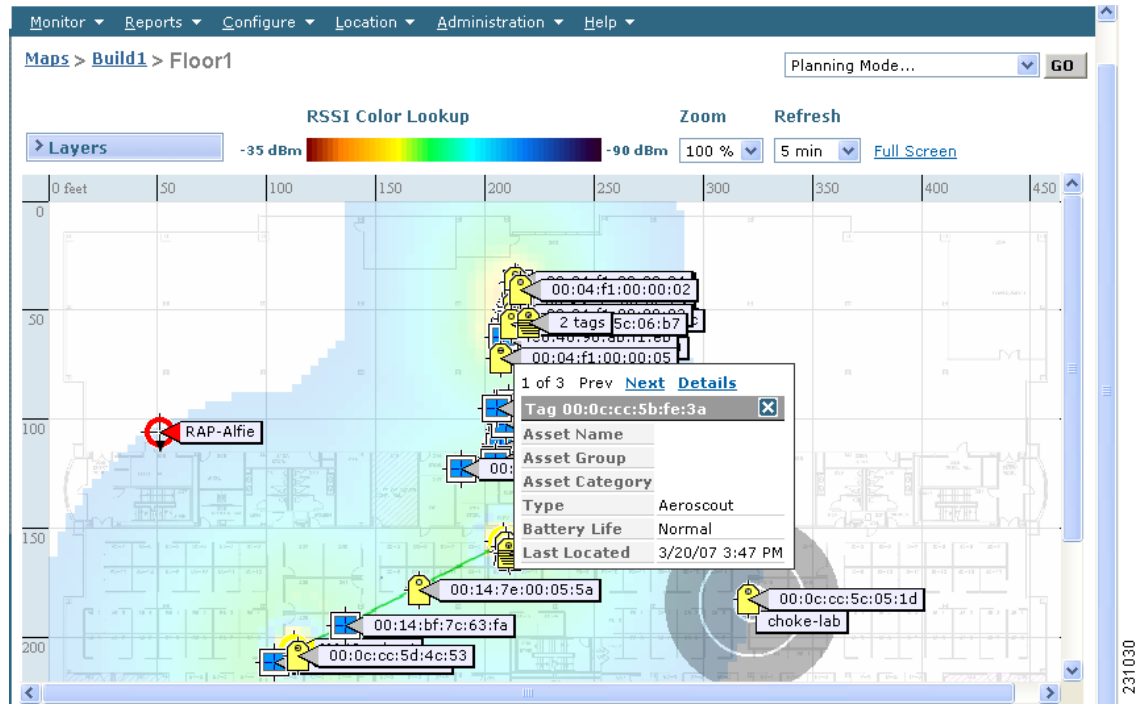 Monitor Reports Configure Location Administration Help
Maps > Build1 > Floor1
Planning Mode... GO
RSSI Color Lookup Zoom Refresh
Layers -35 dBm -90 dBm 100 % 5 min Full Screen
0 feet 50 100 150 200 250 300 350 400 450
0
00:04:f1:00:00:02
50
2 tags 5c:06:b7
00:04:f1:00:00:05
1 of 3 Prev Next Details
Tag 00:0c:cc:5b:fe:3a
100
RAP-Alfie
Asset Name
Asset Group
00:
Asset Category
Type Aeroscout
Battery Life Normal
150
Last Located 3/20/07 3:47 PM
00:14:7e:00:05:5a
00:0c:cc:5c:05:1d
choke-lab
00:14:bf:7c:63:fa
200
00:0c:cc:5d:4c:53
231030